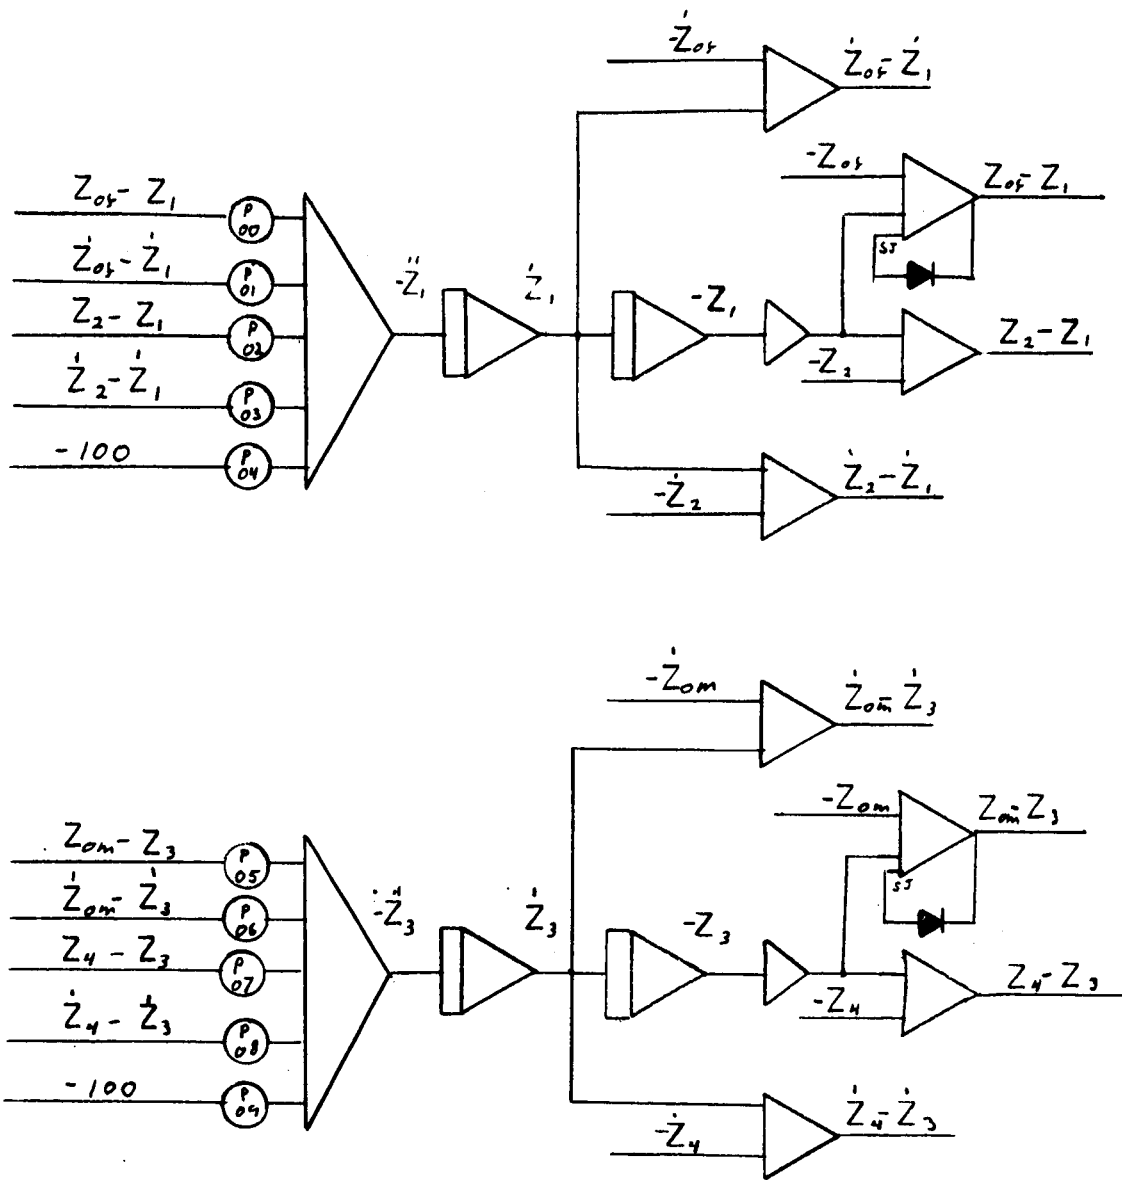 -Ż₀f
Ż₀f - Ż₁
-Z₀f
Z₀f - Z₁
SJ
Z₀f - Z₁
P 00
Ż₀f - Ż₁
P 01
Z₂ - Z₁
P 02
Ż₂ - Ż₁
P 03
-100
P 04
-Z̈₁
Ż₁
-Z₁
-Z₂
Z₂ - Z₁
-Ż₂
Ż₂ - Ż₁
-Ż₀m
Ż₀m - Ż₃
-Z₀m
Z₀m - Z₃
SJ
Z₀m - Z₃
P 05
Ż₀m - Ż₃
P 06
Z₄ - Z₃
P 07
Ż₄ - Ż₃
P 08
-100
P 09
-Z̈₃
Ż₃
-Z₃
-Z₄
Z₄ - Z₃
-Ż₄
Ż₄ - Ż₃